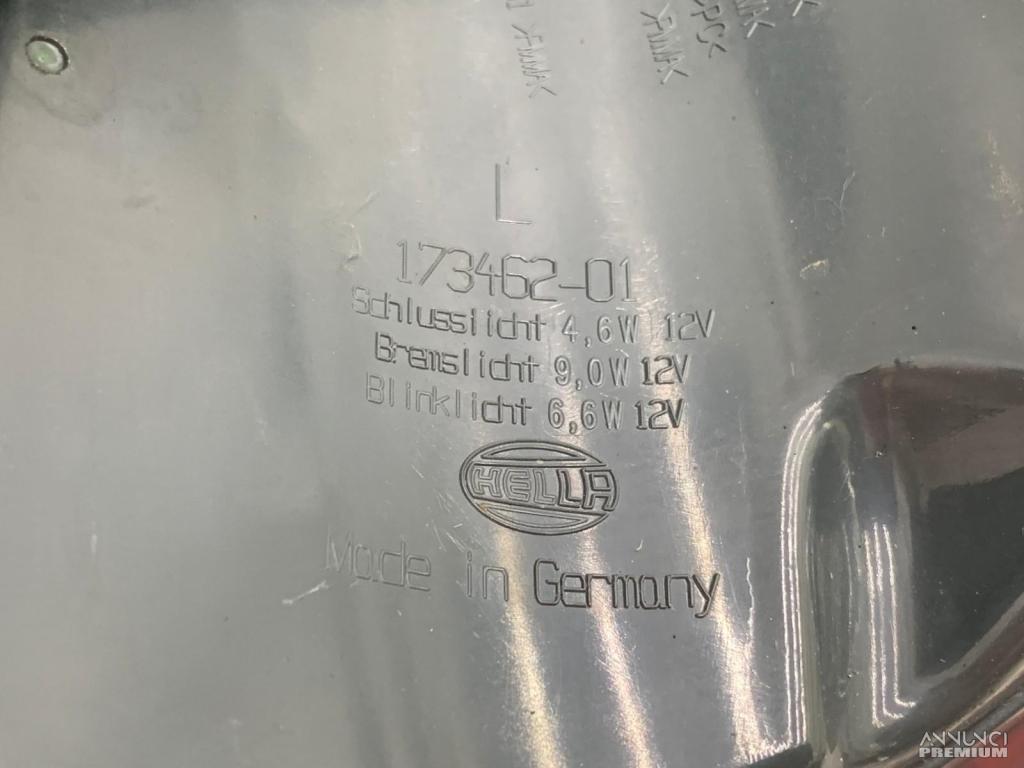 L
173462-01
Schlusslicht 4,6W 12V
Bremslicht 9,0W 12V
Blinklicht 6,6W 12V
HELLA
Made in Germany
ANNUNCI
PREMIUM